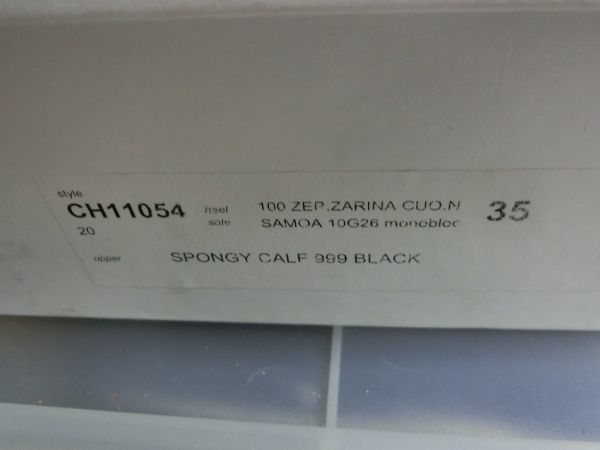 style
CH11054 heel 100 ZEP.ZARINA CUO.N 35
20 sole SAMOA 10G26 monobloc
upper SPONGY CALF 999 BLACK